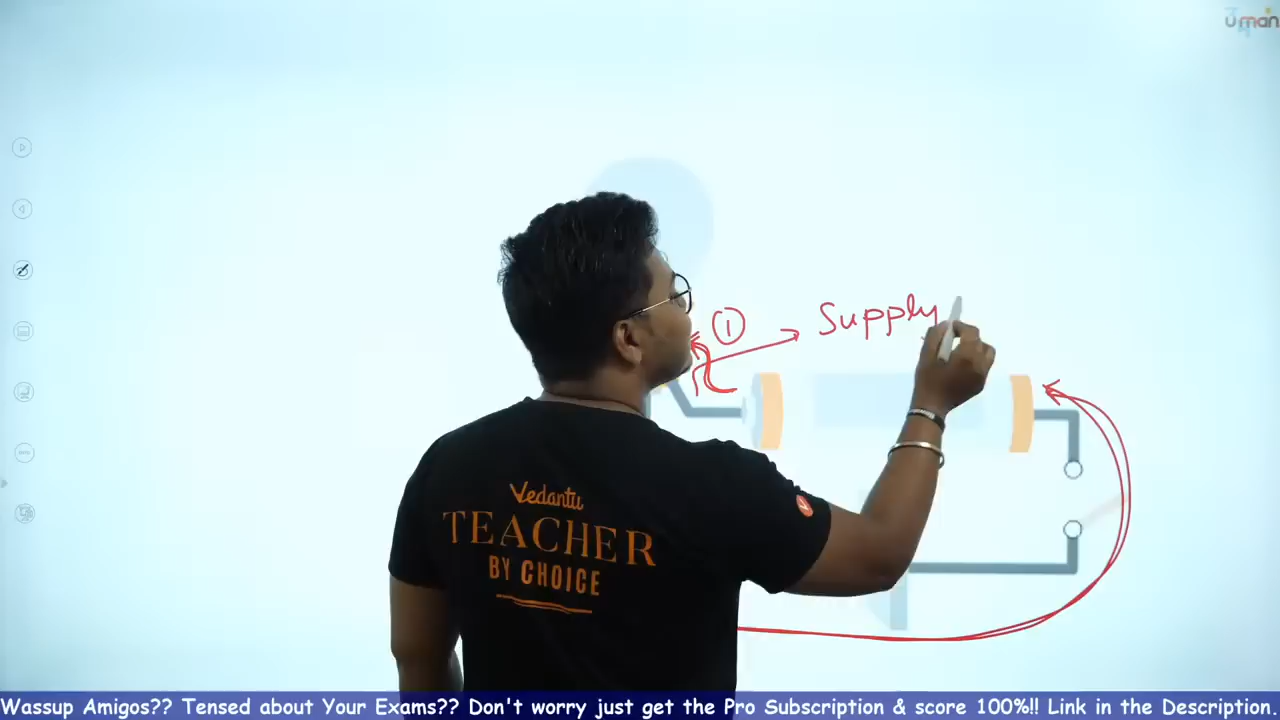 ① Supply
Vedantu
TEACHER
BY CHOICE
Wassup Amigos?? Tensed about Your Exams?? Don't worry just get the Pro Subscription & score 100%!! Link in the Description.